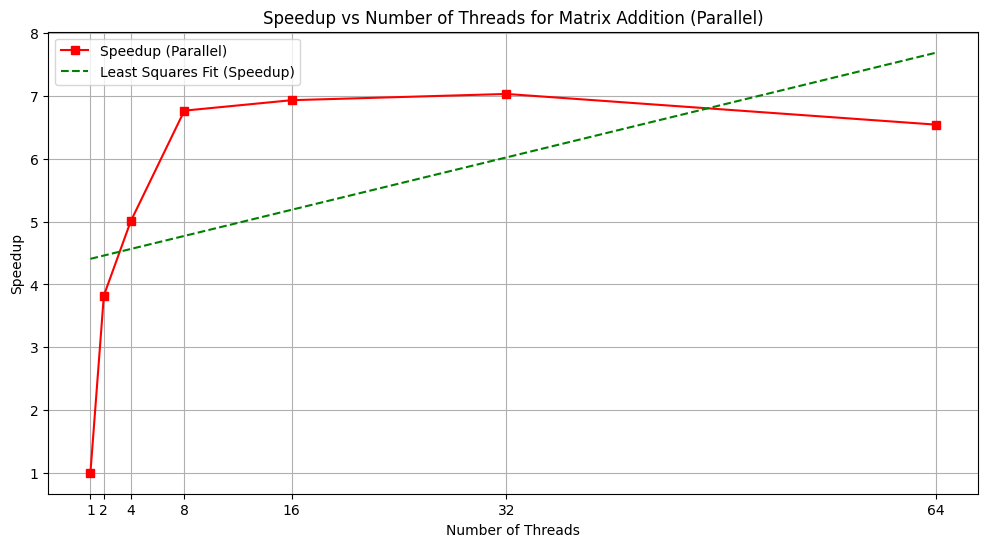 Speedup vs Number of Threads for Matrix Addition (Parallel)
Speedup (Parallel)
Least Squares Fit (Speedup)
8
7
6
5
4
3
2
1
Speedup
1 2 4 8 16 32 64
Number of Threads